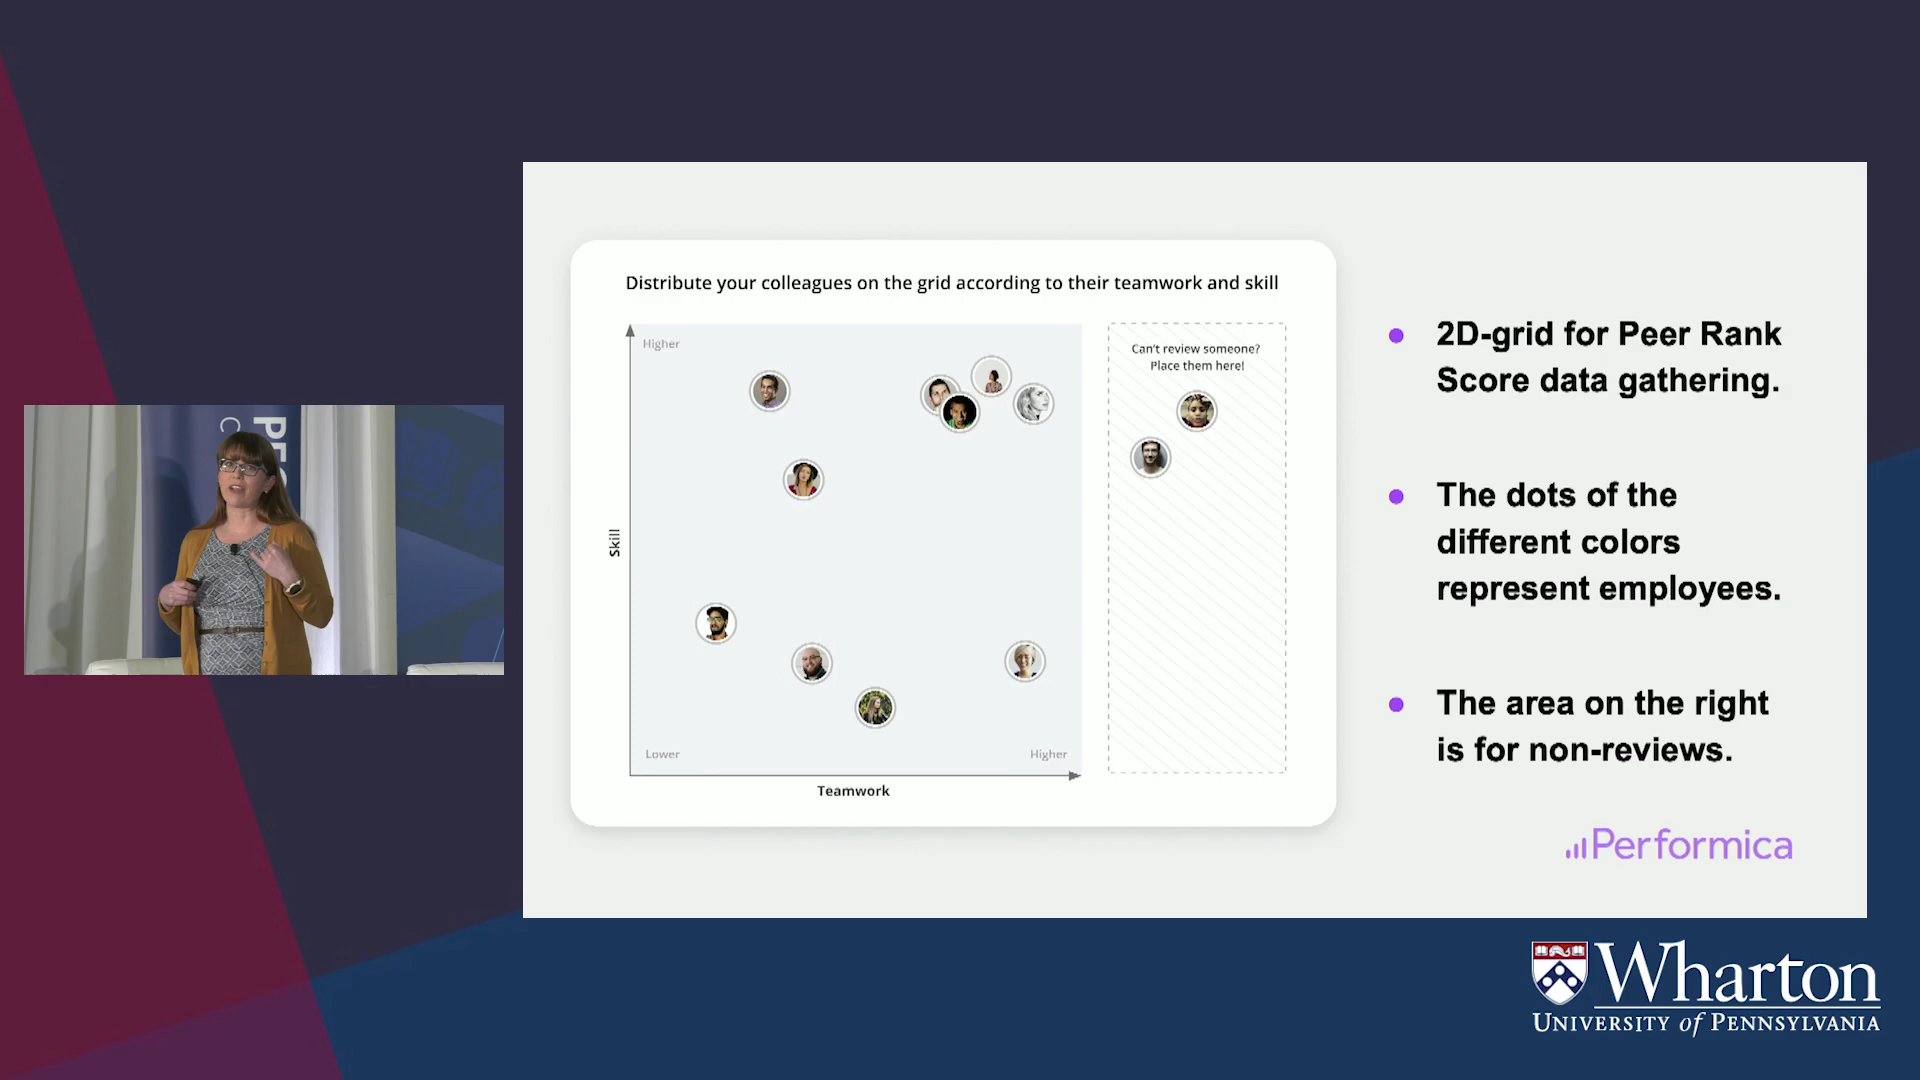 Distribute your colleagues on the grid according to their teamwork and skill
Higher
Can't review someone?
Place them here!
Skill
Lower
Higher
Teamwork
2D-grid for Peer Rank
Score data gathering.
The dots of the
different colors
represent employees.
The area on the right
is for non-reviews.
Performica
Wharton
UNIVERSITY of PENNSYLVANIA